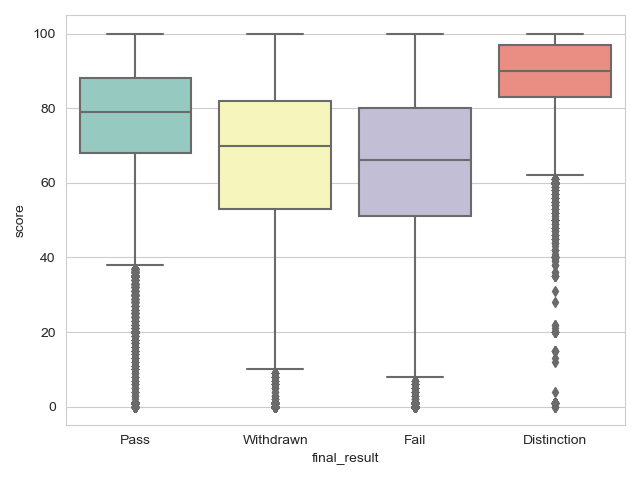 100
80
60
40
20
0
score
Pass
Withdrawn
Fail
Distinction
final_result